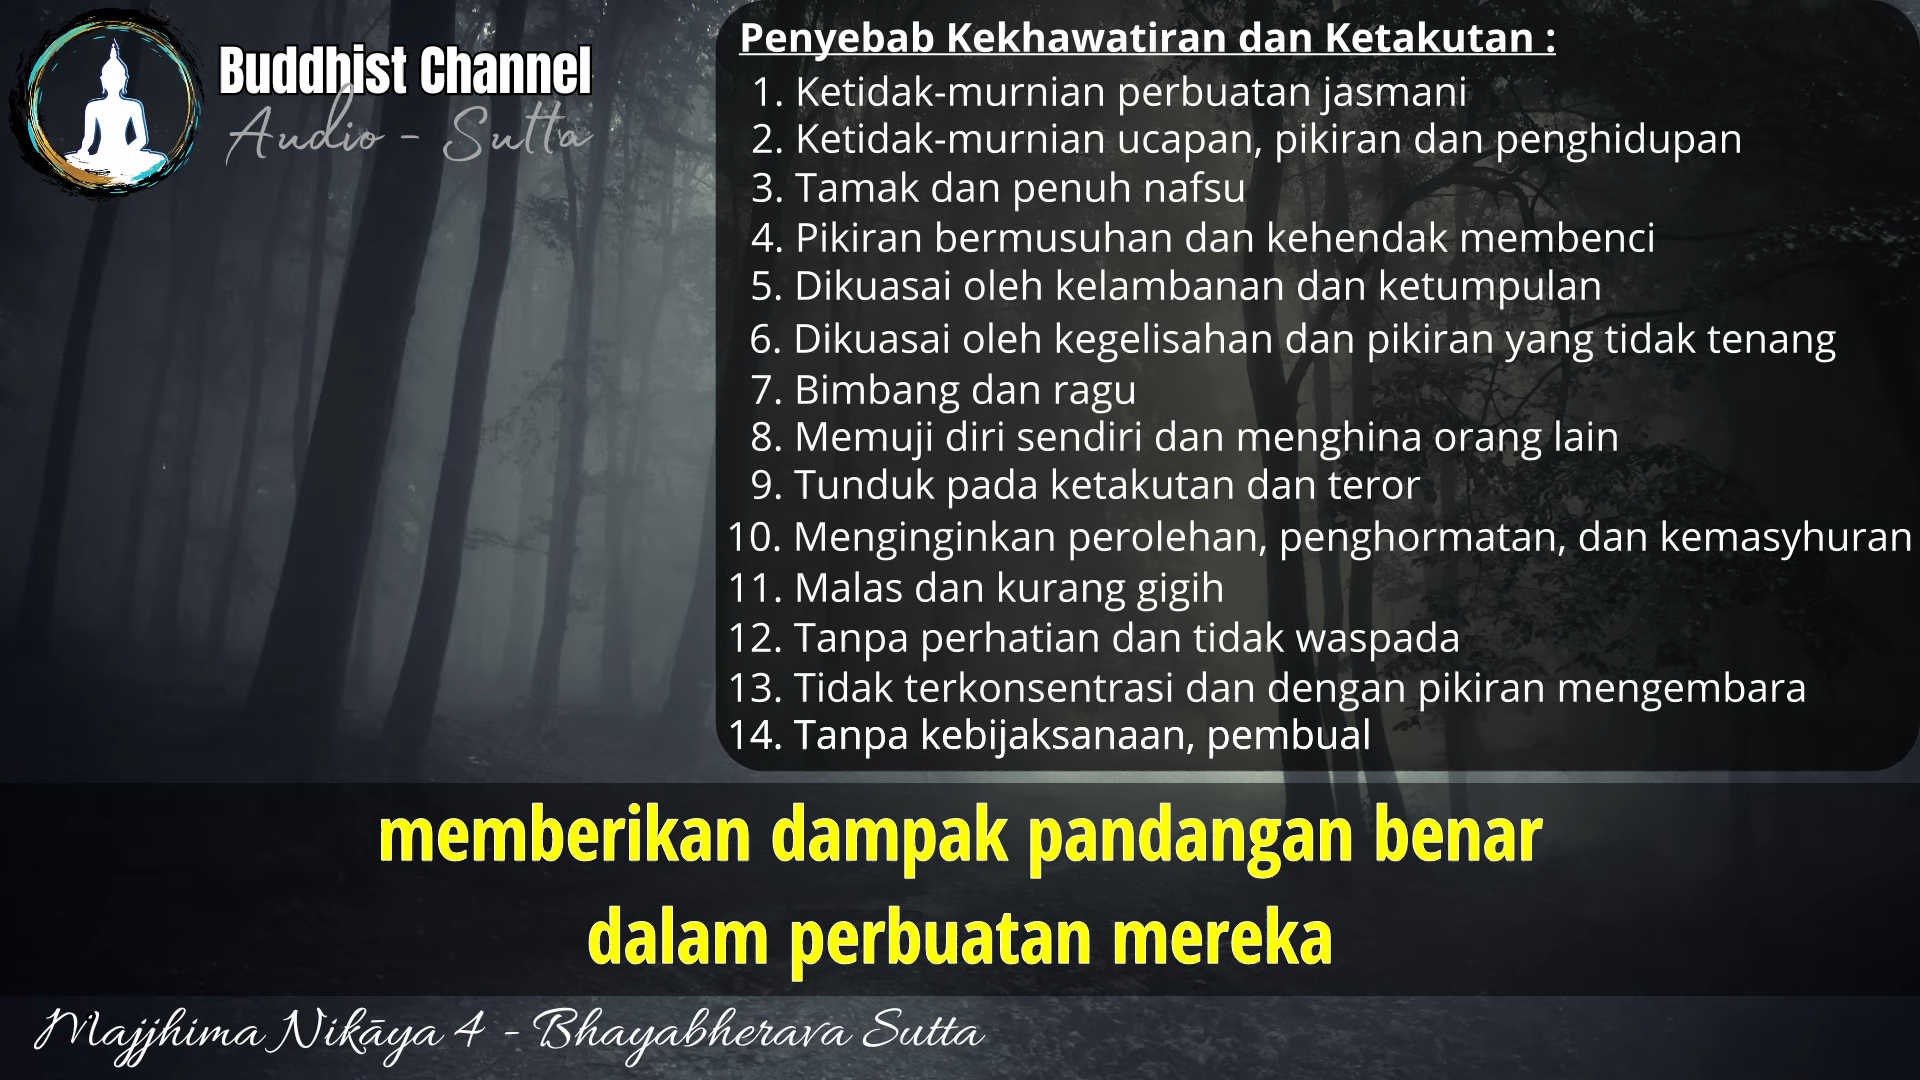 Buddhist Channel
Audio - Sutta
Penyebab Kekhawatiran dan Ketakutan :
1. Ketidak-murnian perbuatan jasmani
2. Ketidak-murnian ucapan, pikiran dan penghidupan
3. Tamak dan penuh nafsu
4. Pikiran bermusuhan dan kehendak membenci
5. Dikuasai oleh kelambanan dan ketumpulan
6. Dikuasai oleh kegelisahan dan pikiran yang tidak tenang
7. Bimbang dan ragu
8. Memuji diri sendiri dan menghina orang lain
9. Tunduk pada ketakutan dan teror
10. Menginginkan perolehan, penghormatan, dan kemasyhuran
11. Malas dan kurang gigih
12. Tanpa perhatian dan tidak waspada
13. Tidak terkonsentrasi dan dengan pikiran mengembara
14. Tanpa kebijaksanaan, pembual
memberikan dampak pandangan benar
dalam perbuatan mereka
Majjhima Nikāya 4 - Bhayabherava Sutta